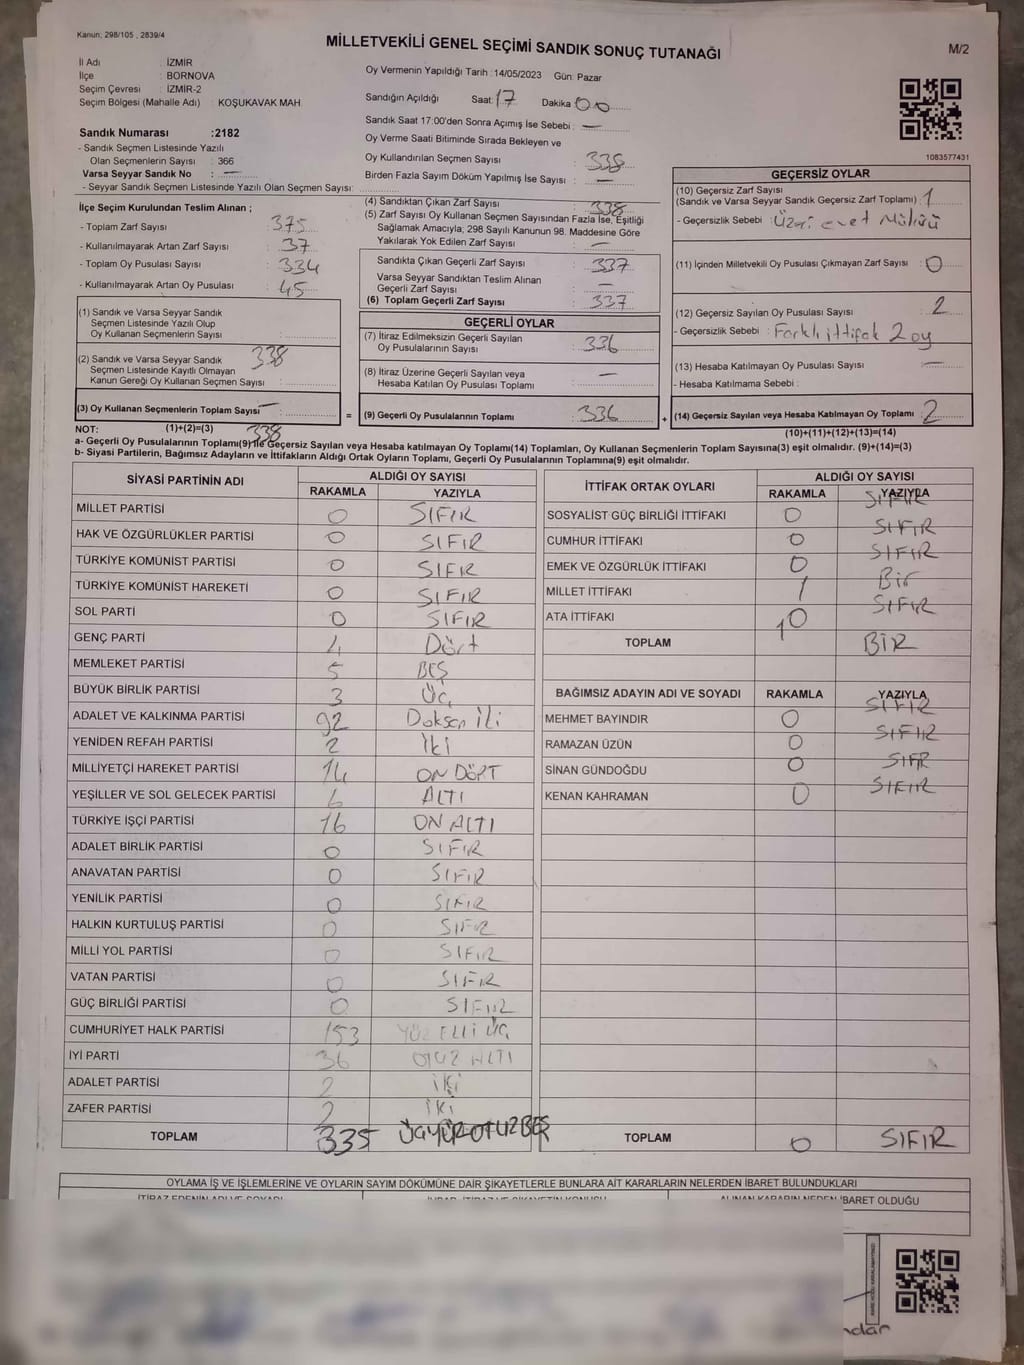 Kanun: 298/105 , 2839/4
MİLLETVEKİLİ GENEL SEÇİMİ SANDIK SONUÇ TUTANAĞI
M/2
İl Adı : İZMİR
İlçe : BORNOVA
Seçim Çevresi : İZMİR-2
Seçim Bölgesi (Mahalle Adı) : KOŞUKAVAK MAH.
Sandık Numarası :2182
- Sandık Seçmen Listesinde Yazılı
Olan Seçmenlerin Sayısı : 366
Varsa Seyyar Sandık No : —
- Seyyar Sandık Seçmen Listesinde Yazılı Olan Seçmen Sayısı:
Oy Vermenin Yapıldığı Tarih :14/05/2023 Gün: Pazar
Sandığın Açıldığı Saat: 17 Dakika 00
Sandık Saat 17:00'den Sonra Açımış İse Sebebi : —
Oy Verme Saati Bitiminde Sırada Bekleyen ve
Oy Kullandırılan Seçmen Sayısı : 338
Birden Fazla Sayım Döküm Yapılmış İse Sayısı : —
1083577431
İlçe Seçim Kurulundan Teslim Alınan ;
- Toplam Zarf Sayısı : 375
- Kullanılmayarak Artan Zarf Sayısı : 37
- Toplam Oy Pusulası Sayısı : 334
- Kullanılmayarak Artan Oy Pusulası : 45
(1) Sandık ve Varsa Seyyar Sandık
Seçmen Listesinde Yazılı Olup
Oy Kullanan Seçmenlerin Sayısı :
(2) Sandık ve Varsa Seyyar Sandık 338
Seçmen Listesinde Kayıtlı Olmayan
Kanun Gereği Oy Kullanan Seçmen Sayısı :
(3) Oy Kullanan Seçmenlerin Toplam Sayısı —
(4) Sandıktan Çıkan Zarf Sayısı : 338
(5) Zarf Sayısı Oy Kullanan Seçmen Sayısından Fazla İse, Eşitliği
Sağlamak Amacıyla; 298 Sayılı Kanunun 98. Maddesine Göre
Yakılarak Yok Edilen Zarf Sayısı : —
Sandıkta Çıkan Geçerli Zarf Sayısı : 337
Varsa Seyyar Sandıktan Teslim Alınan
Geçerli Zarf Sayısı : —
(6) Toplam Geçerli Zarf Sayısı : 337
GEÇERLİ OYLAR
(7) İtiraz Edilmeksizin Geçerli Sayılan
Oy Pusulalarının Sayısı : 336
(8) İtiraz Üzerine Geçerli Sayılan veya
Hesaba Katılan Oy Pusulası Toplamı : —
= (9) Geçerli Oy Pusulalarının Toplamı : 336 +
GEÇERSİZ OYLAR
(10) Geçersiz Zarf Sayısı
(Sandık ve Varsa Seyyar Sandık Geçersiz Zarf Toplamı) : 1
- Geçersizlik Sebebi : Mühürü
(11) İçinden Milletvekili Oy Pusulası Çıkmayan Zarf Sayısı : 0
(12) Geçersiz Sayılan Oy Pusulası Sayısı : 2
- Geçersizlik Sebebi : Farklı ittifak 2 oy
(13) Hesaba Katılmayan Oy Pusulası Sayısı : —
- Hesaba Katılmama Sebebi :
(14) Geçersiz Sayılan veya Hesaba Katılmayan Oy Toplamı : 2
NOT: (1)+(2)=(3) 338
(10)+(11)+(12)+(13)=(14)
a- Geçerli Oy Pusulalarının Toplamı(9) ile Geçersiz Sayılan veya Hesaba katılmayan Oy Toplamı(14) Toplamları, Oy Kullanan Seçmenlerin Toplam Sayısına(3) eşit olmalıdır. (9)+(14)=(3)
b- Siyasi Partilerin, Bağımsız Adayların ve İttifakların Aldığı Ortak Oyların Toplamı, Geçerli Oy Pusulalarının Toplamına(9) eşit olmalıdır.
SİYASİ PARTİNİN ADI ALDIĞI OY SAYISI
RAKAMLA YAZIYLA
MİLLET PARTİSİ 0 SIFIR
HAK VE ÖZGÜRLÜKLER PARTİSİ 0 SIFIR
TÜRKİYE KOMÜNİST PARTİSİ 0 SIFIR
TÜRKİYE KOMÜNİST HAREKETİ 0 SIFIR
SOL PARTİ 0 SIFIR
GENÇ PARTİ 4 Dört
MEMLEKET PARTİSİ 5 BEŞ
BÜYÜK BİRLİK PARTİSİ 3 Üç
ADALET VE KALKINMA PARTİSİ 92 Doksan İki
YENİDEN REFAH PARTİSİ 2 İki
MİLLİYETÇİ HAREKET PARTİSİ 14 ON DÖRT
YEŞİLLER VE SOL GELECEK PARTİSİ 6 ALTI
TÜRKİYE İŞÇİ PARTİSİ 16 ON ALTI
ADALET BİRLİK PARTİSİ 0 SIFIR
ANAVATAN PARTİSİ 0 SIFIR
YENİLİK PARTİSİ 0 SIFIR
HALKIN KURTULUŞ PARTİSİ 0 SIFIR
MİLLİ YOL PARTİSİ 0 SIFIR
VATAN PARTİSİ 0 SIFIR
GÜÇ BİRLİĞİ PARTİSİ 0 SIFIR
CUMHURİYET HALK PARTİSİ 153 YÜZ ELLİ ÜÇ
İYİ PARTİ 36 OTUZ ALTI
ADALET PARTİSİ 2 İKİ
ZAFER PARTİSİ 2 İKİ
TOPLAM 335 ÜÇYÜZOTUZBEŞ
İTTİFAK ORTAK OYLARI ALDIĞI OY SAYISI
RAKAMLA YAZIYLA
SOSYALİST GÜÇ BİRLİĞİ İTTİFAKI 0 SIFIR
CUMHUR İTTİFAKI 0 SIFIR
EMEK VE ÖZGÜRLÜK İTTİFAKI 0 SIFIR
MİLLET İTTİFAKI 1 Bir
ATA İTTİFAKI 0 SIFIR
TOPLAM 1 BİR
BAĞIMSIZ ADAYIN ADI VE SOYADI RAKAMLA YAZIYLA
MEHMET BAYINDIR 0 SIFIR
RAMAZAN ÜZÜN 0 SIFIR
SİNAN GÜNDOĞDU 0 SIFIR
KENAN KAHRAMAN 0 SIFIR
TOPLAM 0 SIFIR
OYLAMA İŞ VE İŞLEMLERİNE VE OYLARIN SAYIM DÖKÜMÜNE DAİR ŞİKAYETLERLE BUNLARA AİT KARARLARIN NELERDEN İBARET BULUNDUKLARI